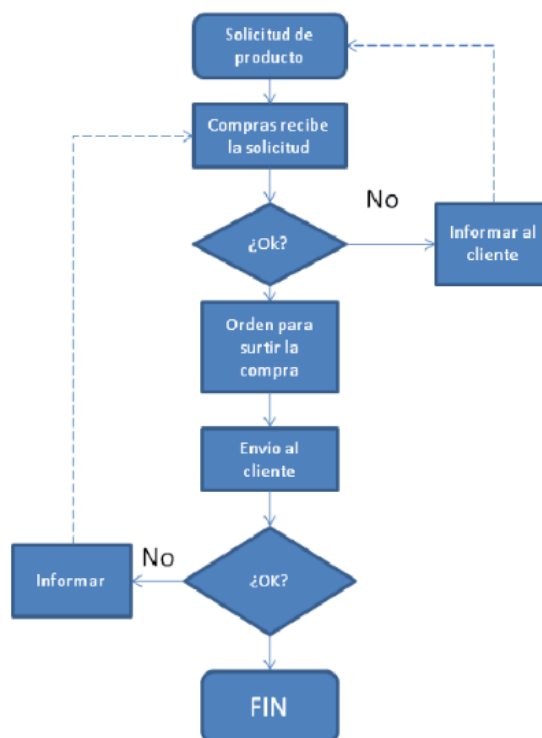 Solicitud de
producto
Compras recibe
la solicitud
No
¿Ok?
Informar al
cliente
Orden para
surtir la
compra
Envio al
cliente
No
Informar
¿OK?
FIN